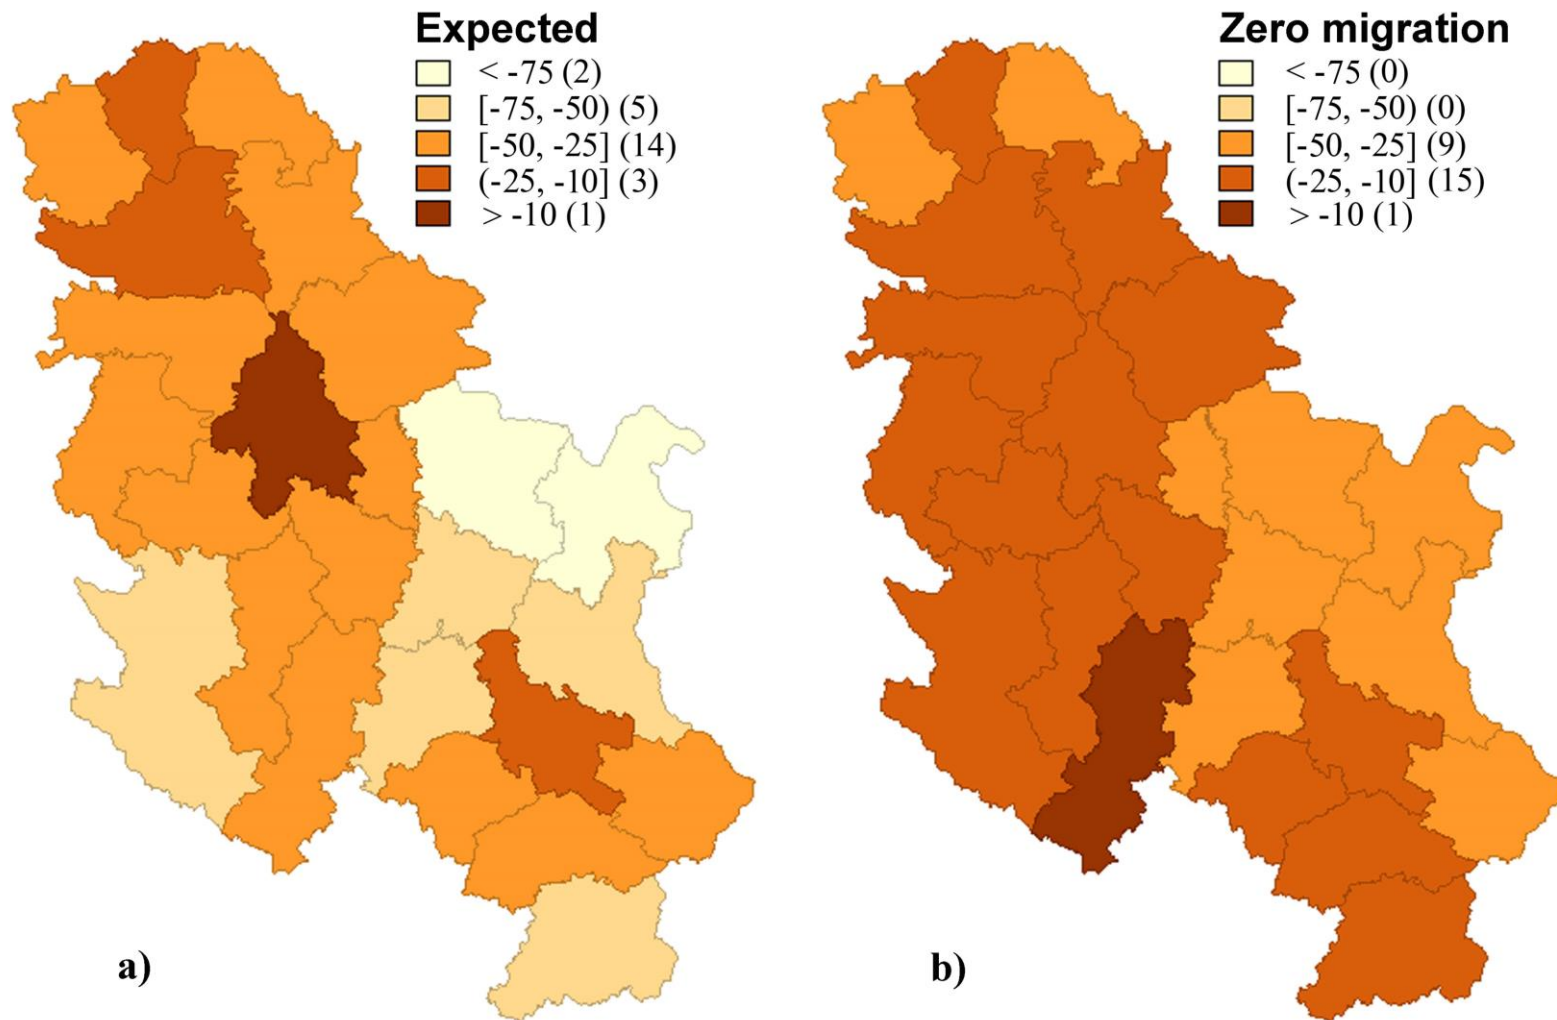 Expected
< -75 (2)
[-75, -50) (5)
[-50, -25] (14)
(-25, -10] (3)
> -10 (1)
a)
Zero migration
< -75 (0)
[-75, -50) (0)
[-50, -25] (9)
(-25, -10] (15)
> -10 (1)
b)